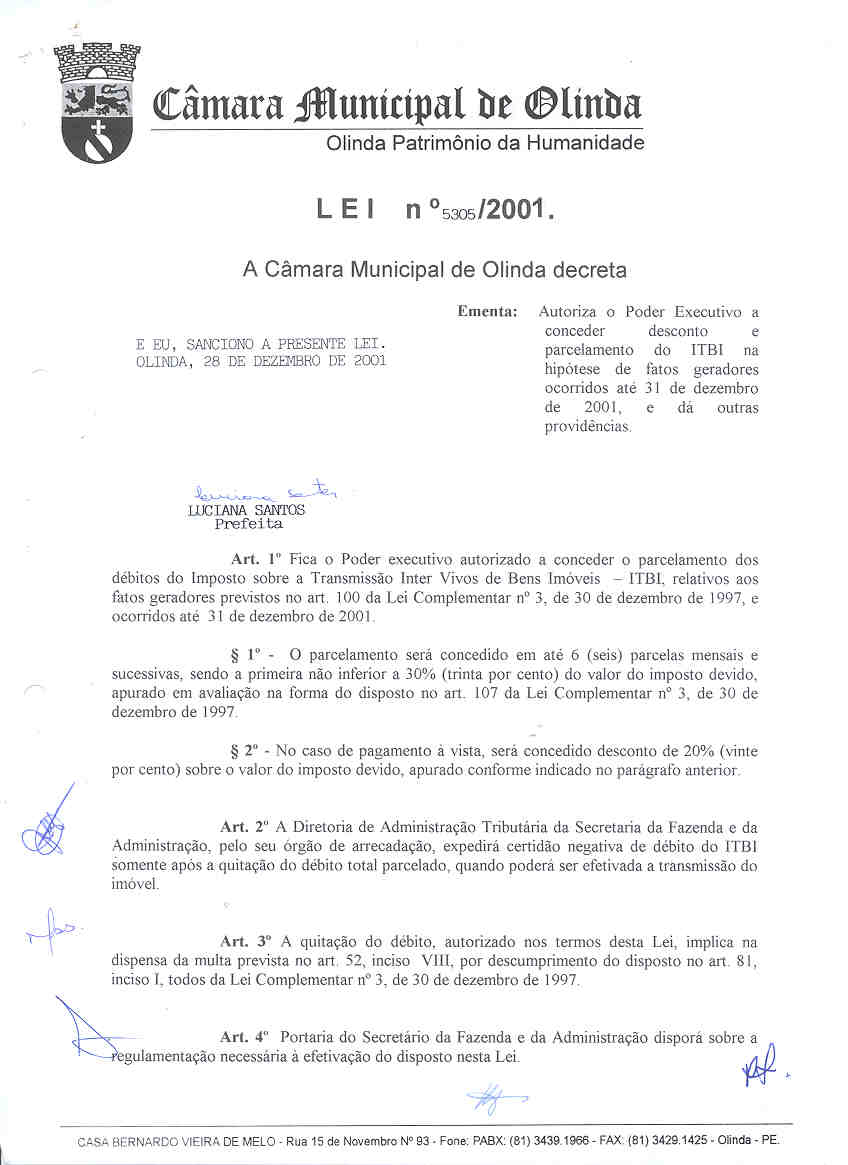 Câmara Municipal de Olinda
Olinda Patrimônio da Humanidade
LEI nº5305/2001.
A Câmara Municipal de Olinda decreta
E EU, SANCIONO A PRESENTE LEI.
OLINDA, 28 DE DEZEMBRO DE 2001
Ementa: Autoriza o Poder Executivo a
conceder desconto e
parcelamento do ITBI na
hipótese de fatos geradores
ocorridos até 31 de dezembro
de 2001, e dá outras
providências.
Luciana Santos
LUCIANA SANTOS
Prefeita
Art. 1º Fica o Poder executivo autorizado a conceder o parcelamento dos
débitos do Imposto sobre a Transmissão Inter Vivos de Bens Imóveis – ITBI, relativos aos
fatos geradores previstos no art. 100 da Lei Complementar nº 3, de 30 de dezembro de 1997, e
ocorridos até 31 de dezembro de 2001.
§ 1º - O parcelamento será concedido em até 6 (seis) parcelas mensais e
sucessivas, sendo a primeira não inferior a 30% (trinta por cento) do valor do imposto devido,
apurado em avaliação na forma do disposto no art. 107 da Lei Complementar nº 3, de 30 de
dezembro de 1997.
§ 2º - No caso de pagamento à vista, será concedido desconto de 20% (vinte
por cento) sobre o valor do imposto devido, apurado conforme indicado no parágrafo anterior.
Art. 2º A Diretoria de Administração Tributária da Secretaria da Fazenda e da
Administração, pelo seu órgão de arrecadação, expedirá certidão negativa de débito do ITBI
somente após a quitação do débito total parcelado, quando poderá ser efetivada a transmissão do
imóvel.
Art. 3º A quitação do débito, autorizado nos termos desta Lei, implica na
dispensa da multa prevista no art. 52, inciso VIII, por descumprimento do disposto no art. 81,
inciso I, todos da Lei Complementar nº 3, de 30 de dezembro de 1997.
Art. 4º Portaria do Secretário da Fazenda e da Administração disporá sobre a
regulamentação necessária à efetivação do disposto nesta Lei.
CASA BERNARDO VIEIRA DE MELO - Rua 15 de Novembro Nº 93 - Fone: PABX: (81) 3439.1966 - FAX: (81) 3429.1425 - Olinda - PE.